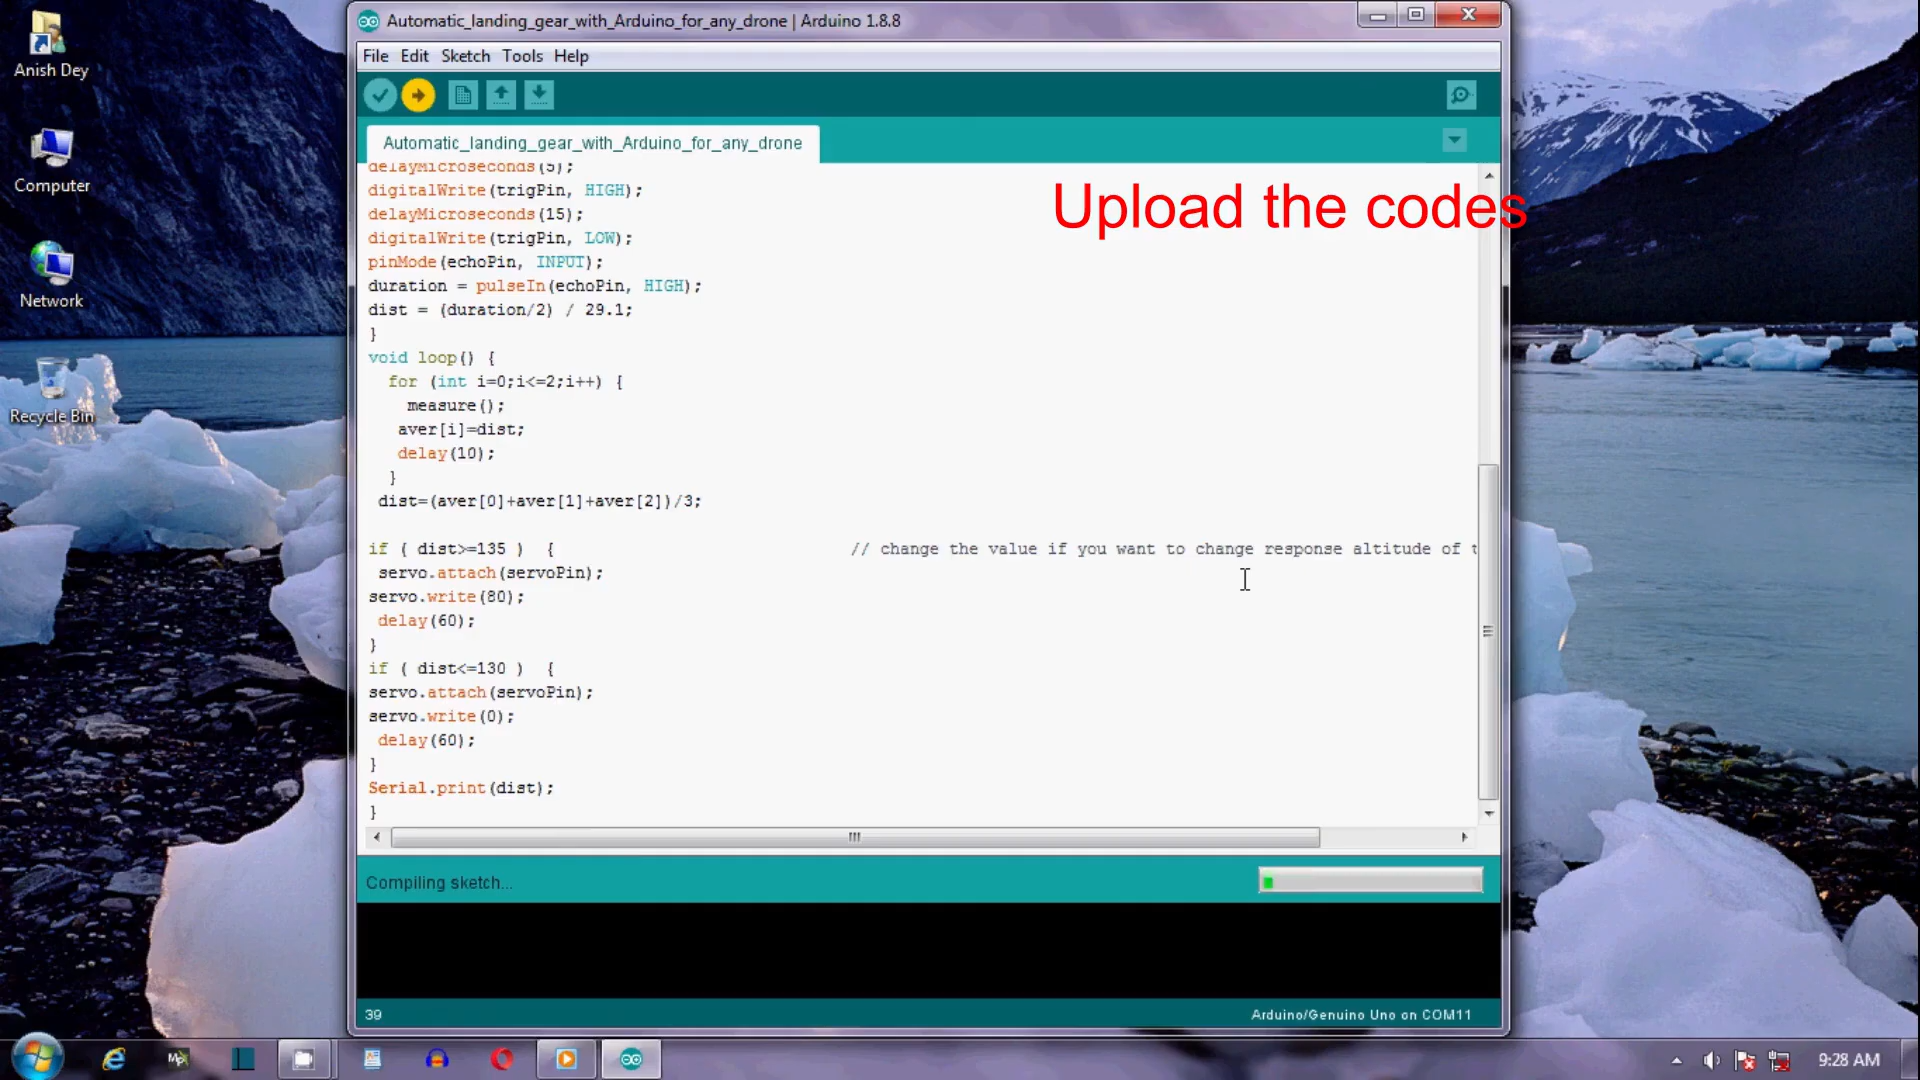 Automatic_landing_gear_with_Arduino_for_any_drone | Arduino 1.8.8
File Edit Sketch Tools Help
Automatic_landing_gear_with_Arduino_for_any_drone
Upload the codes
delayMicroseconds(5);
digitalWrite(trigPin, HIGH);
delayMicroseconds(15);
digitalWrite(trigPin, LOW);
pinMode(echoPin, INPUT);
duration = pulseIn(echoPin, HIGH);
dist = (duration/2) / 29.1;
}
void loop() {
for (int i=0;i<=2;i++) {
measure();
aver[i]=dist;
delay(10);
}
dist=(aver[0]+aver[1]+aver[2])/3;
if ( dist>=135 ) { // change the value if you want to change response altitude of t
servo.attach(servoPin);
servo.write(80);
delay(60);
}
if ( dist<=130 ) {
servo.attach(servoPin);
servo.write(0);
delay(60);
}
Serial.print(dist);
}
Compiling sketch...
39
Arduino/Genuino Uno on COM11
Anish Dey
Computer
Network
Recycle Bin
9:28 AM